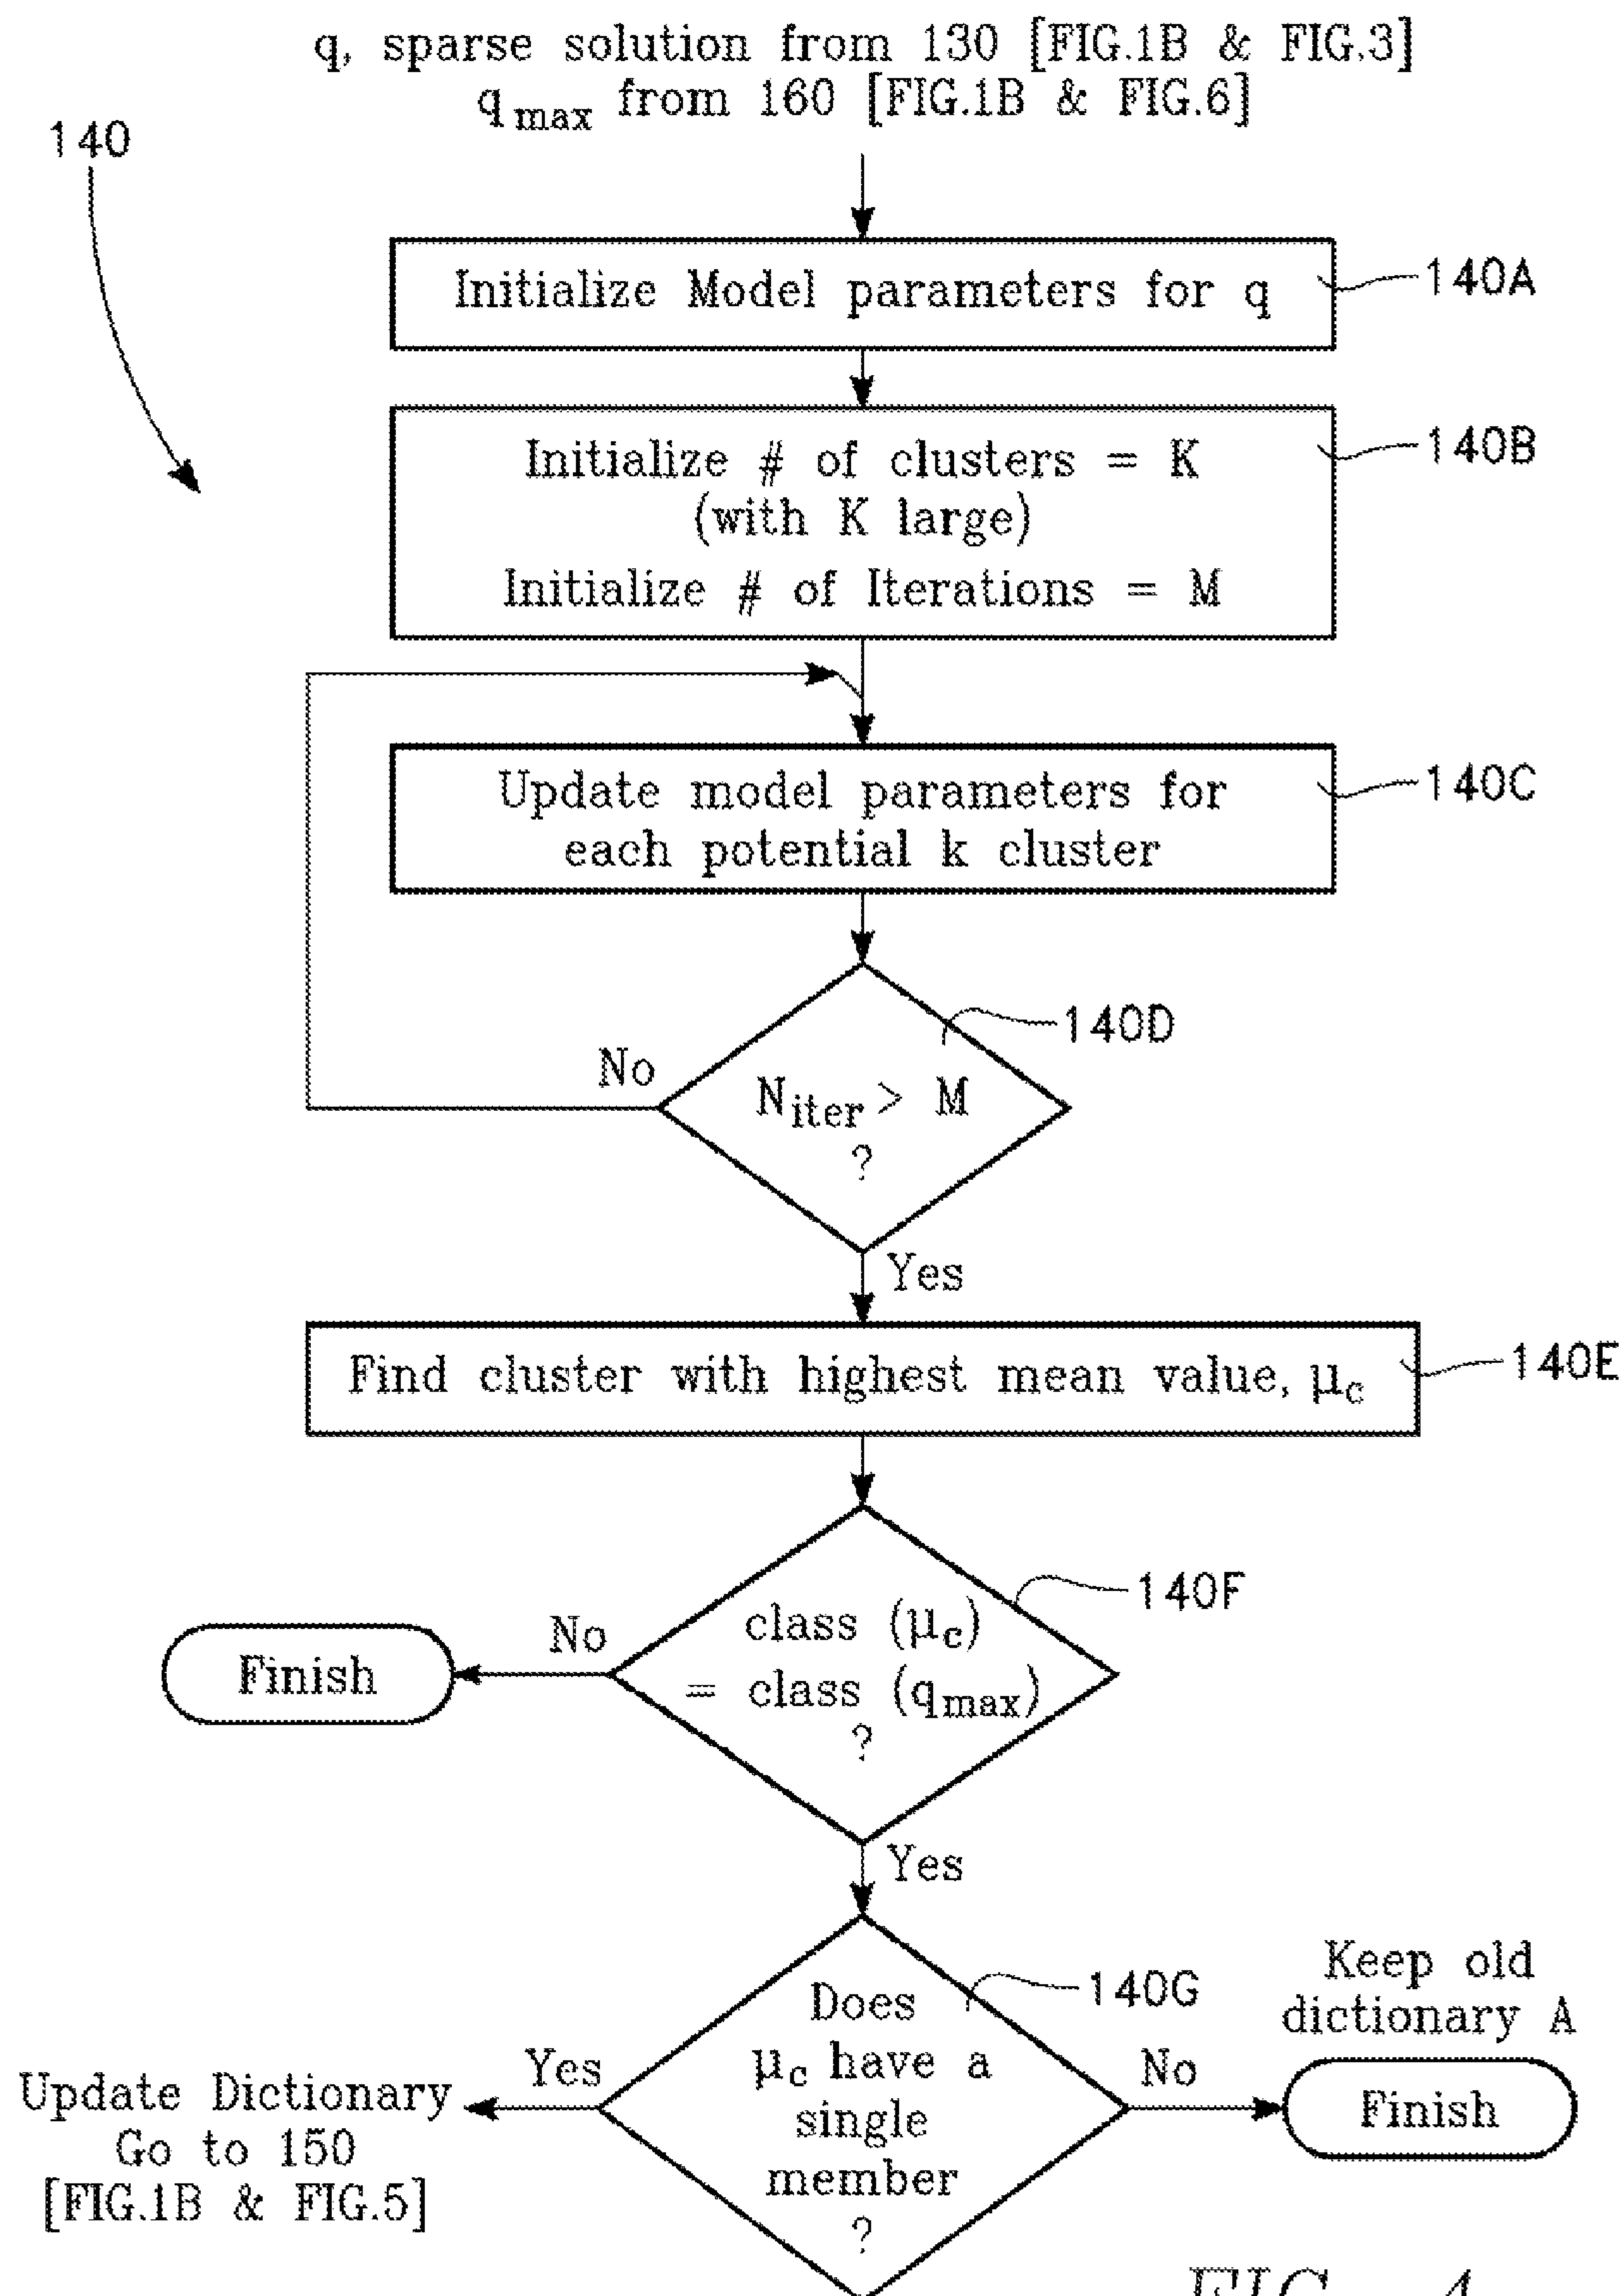 q, sparse solution from 130 [FIG.1B & FIG.3]
qmax from 160 [FIG.1B & FIG.6]
140
Initialize Model parameters for q
140A
Initialize # of clusters = K
(with K large)
Initialize # of Iterations = M
140B
Update model parameters for
each potential k cluster
140C
140D
No
Niter > M
?
Yes
Find cluster with highest mean value, μc
140E
140F
class (μc)
= class (qmax)
?
No
Finish
Yes
140G
Does
μc have a
single
member
?
Yes
Update Dictionary
Go to 150
[FIG.1B & FIG.5]
No
Keep old
dictionary A
Finish
FIG. 4